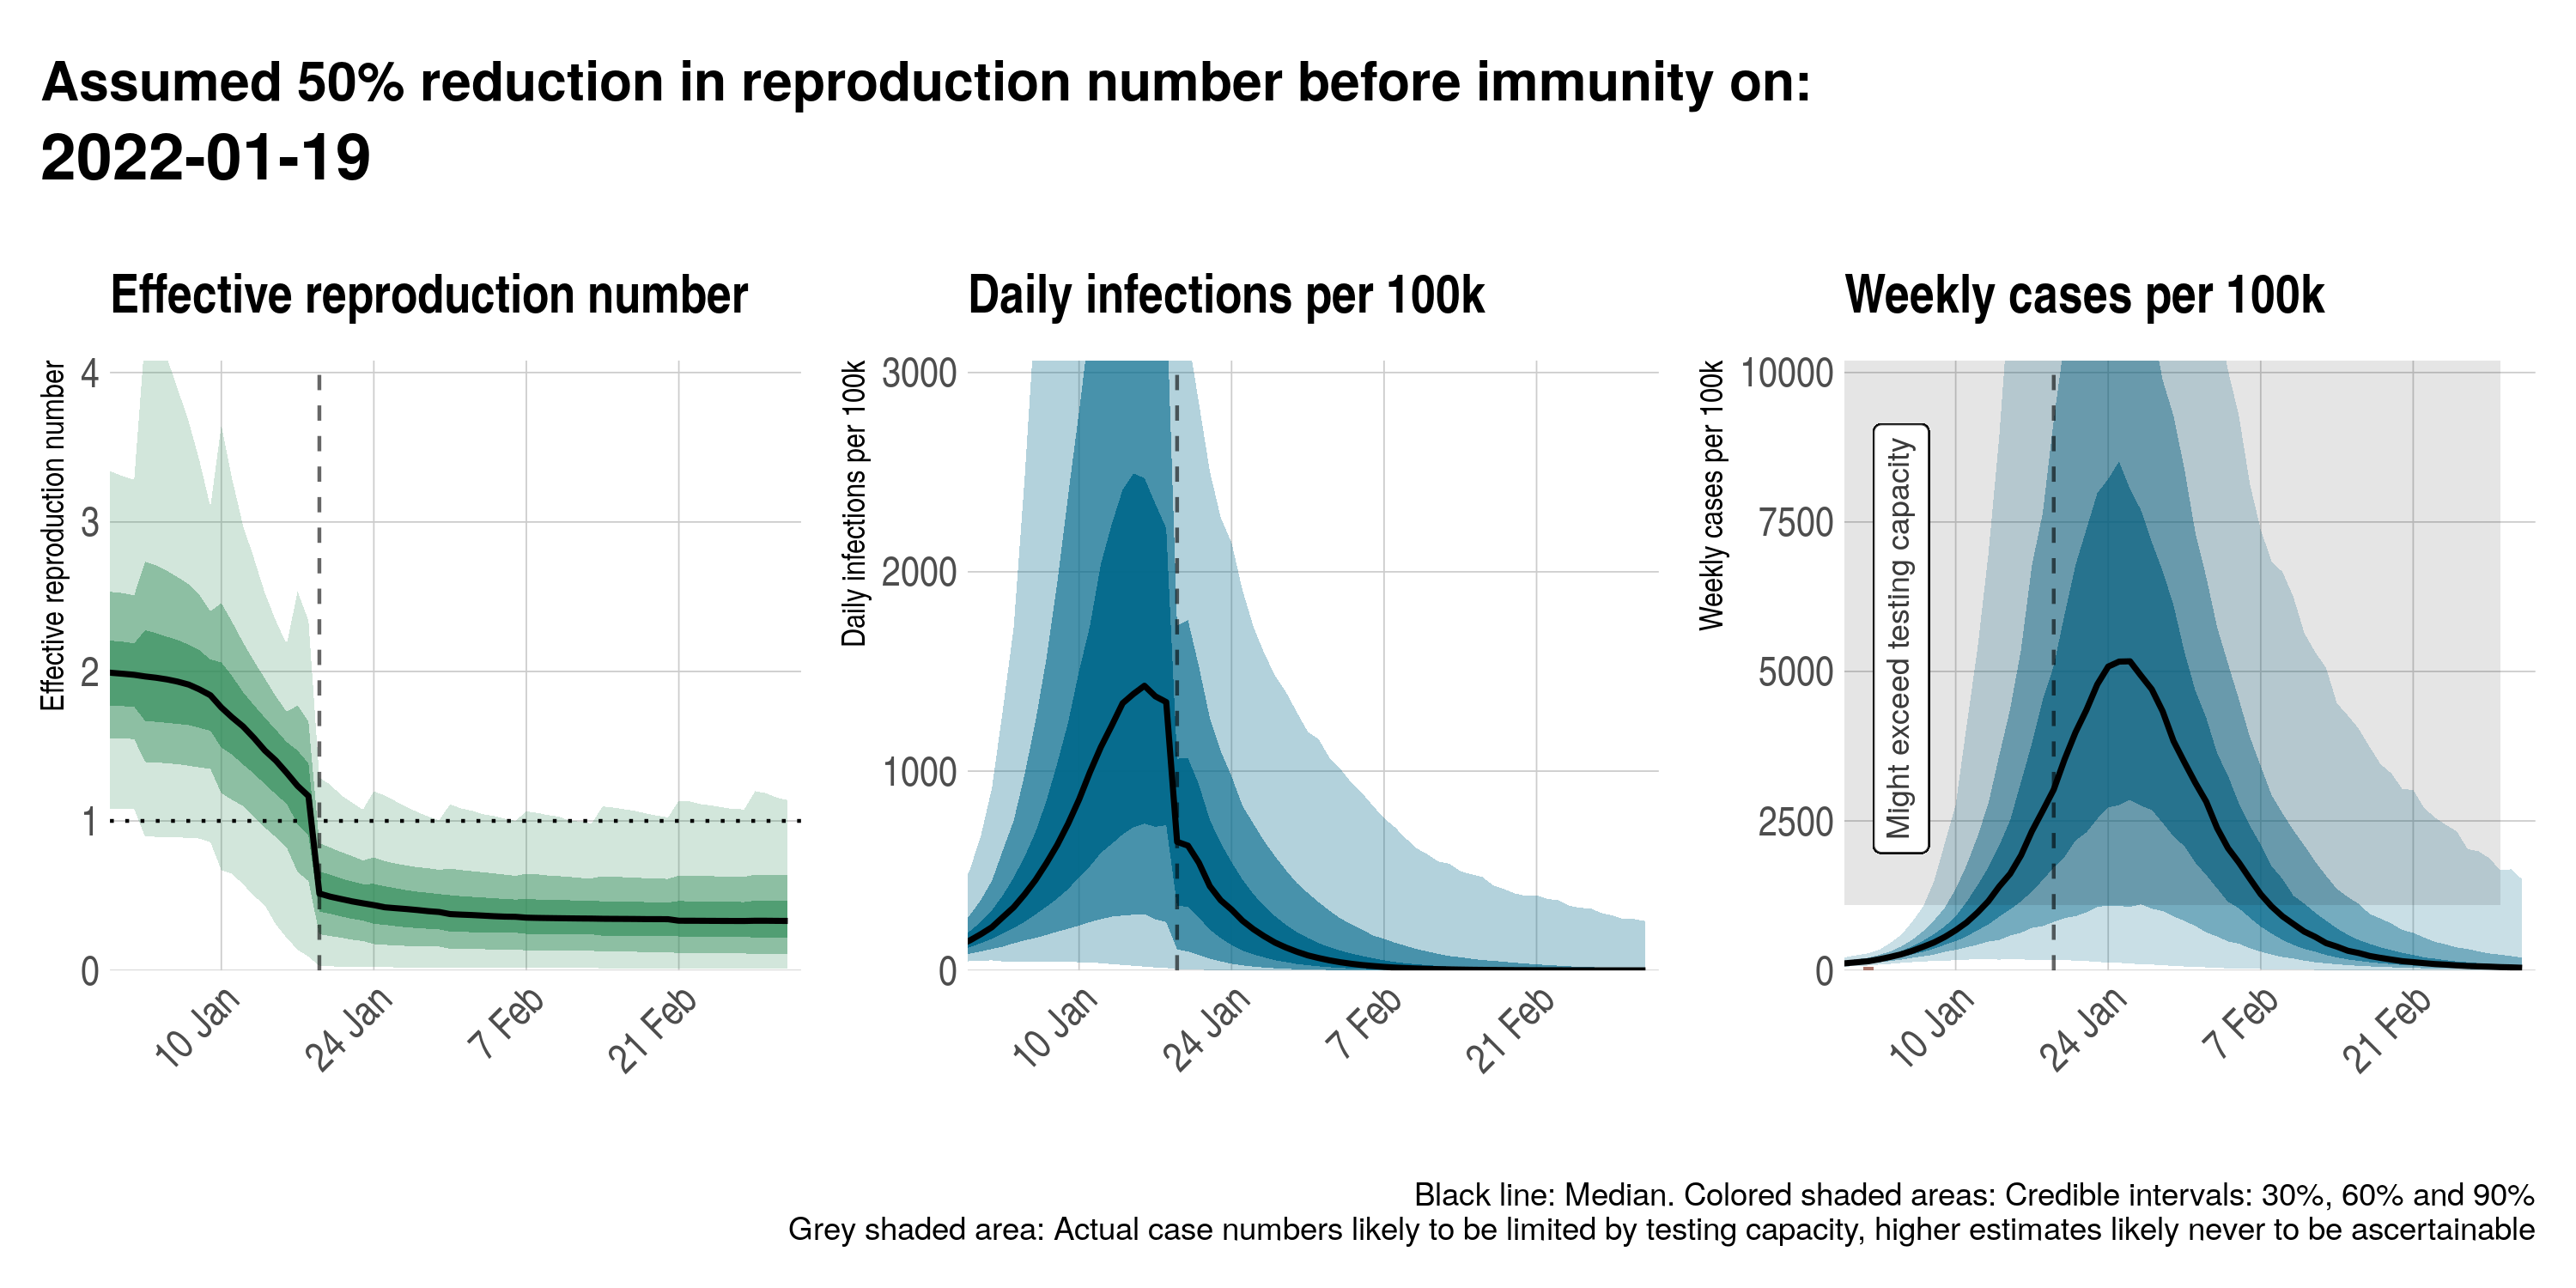 Assumed 50% reduction in reproduction number before immunity on:
2022-01-19
Effective reproduction number
Effective reproduction number
4
3
2
1
0
10 Jan
24 Jan
7 Feb
21 Feb
Daily infections per 100k
Daily infections per 100k
3000
2000
1000
0
10 Jan
24 Jan
7 Feb
21 Feb
Weekly cases per 100k
Weekly cases per 100k
10000
7500
5000
2500
0
Might exceed testing capacity
10 Jan
24 Jan
7 Feb
21 Feb
Black line: Median. Colored shaded areas: Credible intervals: 30%, 60% and 90%
Grey shaded area: Actual case numbers likely to be limited by testing capacity, higher estimates likely never to be ascertainable